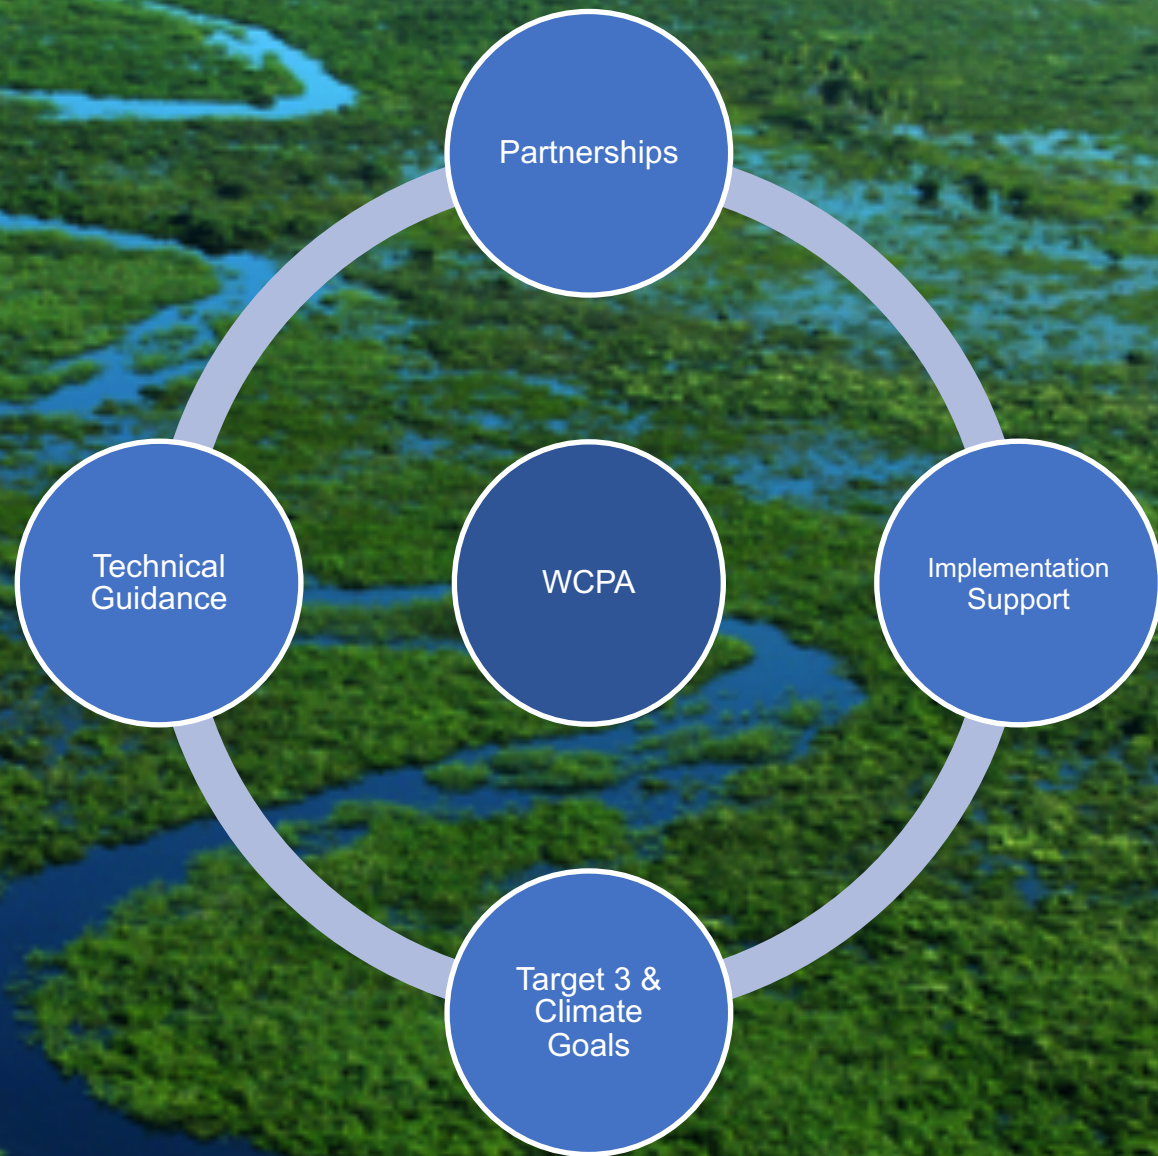 Partnerships
Technical
Guidance
WCPA
Implementation
Support
Target 3 &
Climate
Goals